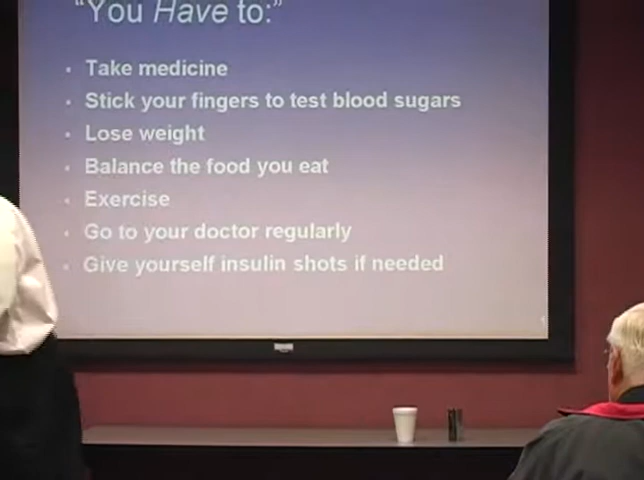 "You Have to:"
• Take medicine
• Stick your fingers to test blood sugars
• Lose weight
• Balance the food you eat
• Exercise
• Go to your doctor regularly
• Give yourself insulin shots if needed